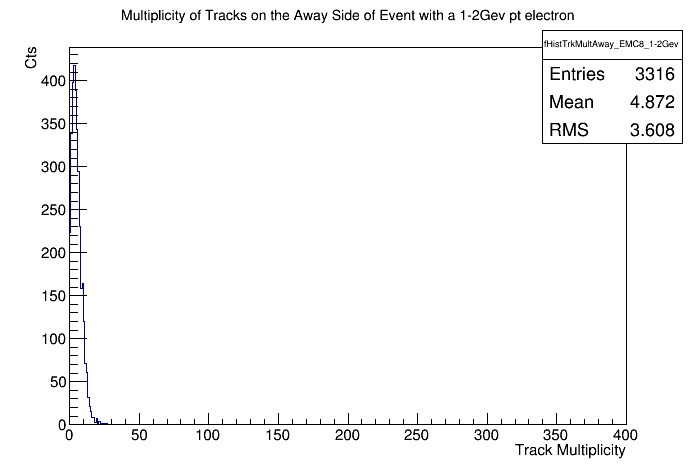 Multiplicity of Tracks on the Away Side of Event with a 1-2Gev pt electron
fHistTrkMultAway_EMC8_1-2Gev
Entries 3316
Mean 4.872
RMS 3.608
Cts
400
350
300
250
200
150
100
50
0
0 50 100 150 200 250 300 350 400
Track Multiplicity